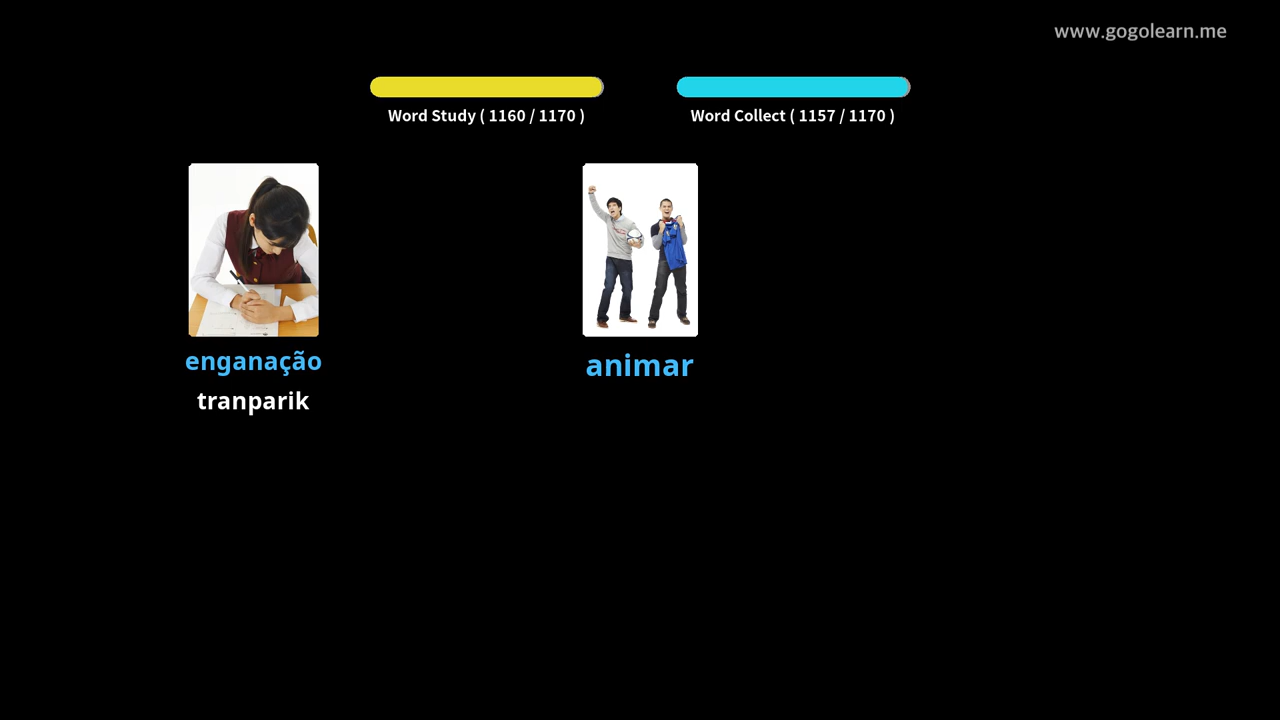 www.gogolearn.me
Word Study ( 1160 / 1170 )
Word Collect ( 1157 / 1170 )
enganação
tranparik
animar